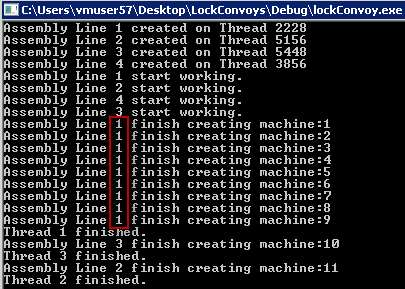 C:\Users\vmuser57\Desktop\LockConvoys\Debug\lockConvoy.exe
Assembly Line 1 created on Thread 2228
Assembly Line 2 created on Thread 5156
Assembly Line 3 created on Thread 5448
Assembly Line 4 created on Thread 3856
Assembly Line 1 start working.
Assembly Line 2 start working.
Assembly Line 4 start working.
Assembly Line 3 start working.
Assembly Line 1 finish creating machine:1
Assembly Line 1 finish creating machine:2
Assembly Line 1 finish creating machine:3
Assembly Line 1 finish creating machine:4
Assembly Line 1 finish creating machine:5
Assembly Line 1 finish creating machine:6
Assembly Line 1 finish creating machine:7
Assembly Line 1 finish creating machine:8
Assembly Line 1 finish creating machine:9
Thread 1 finished.
Assembly Line 3 finish creating machine:10
Thread 3 finished.
Assembly Line 2 finish creating machine:11
Thread 2 finished.